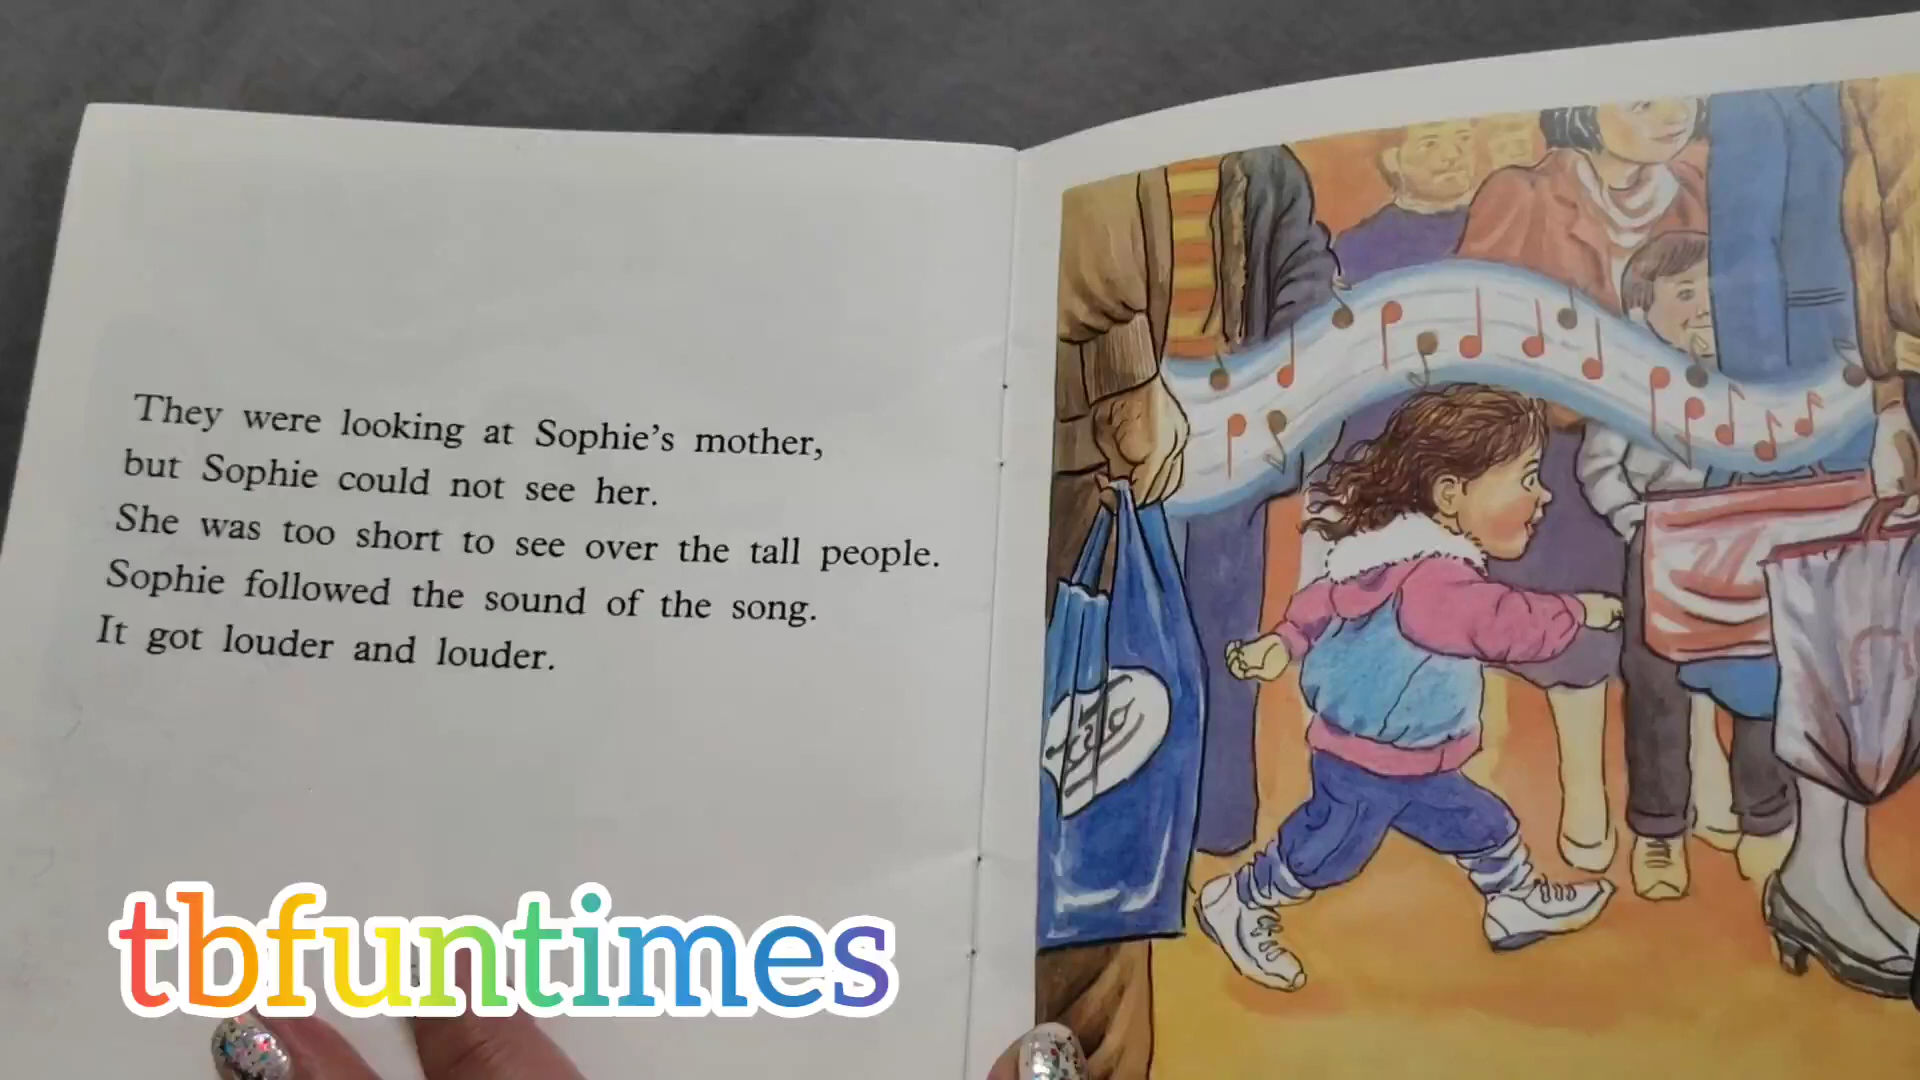 They were looking at Sophie's mother,
but Sophie could not see her.
She was too short to see over the tall people.
Sophie followed the sound of the song.
It got louder and louder.
tbfuntimes